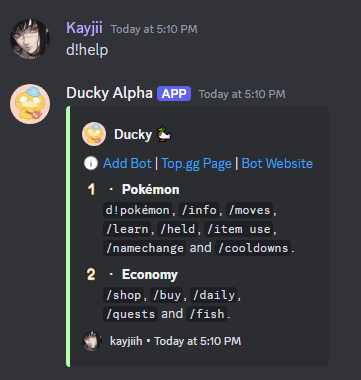 Kayjii Today at 5:10 PM
d!help
Ducky Alpha APP Today at 5:10 PM
Ducky
Add Bot | Top.gg Page | Bot Website
1 · Pokémon
d!pokémon, /info, /moves,
/learn, /held, /item use,
/namechange and /cooldowns.
2 · Economy
/shop, /buy, /daily,
/quests and /fish.
kayjiih • Today at 5:10 PM